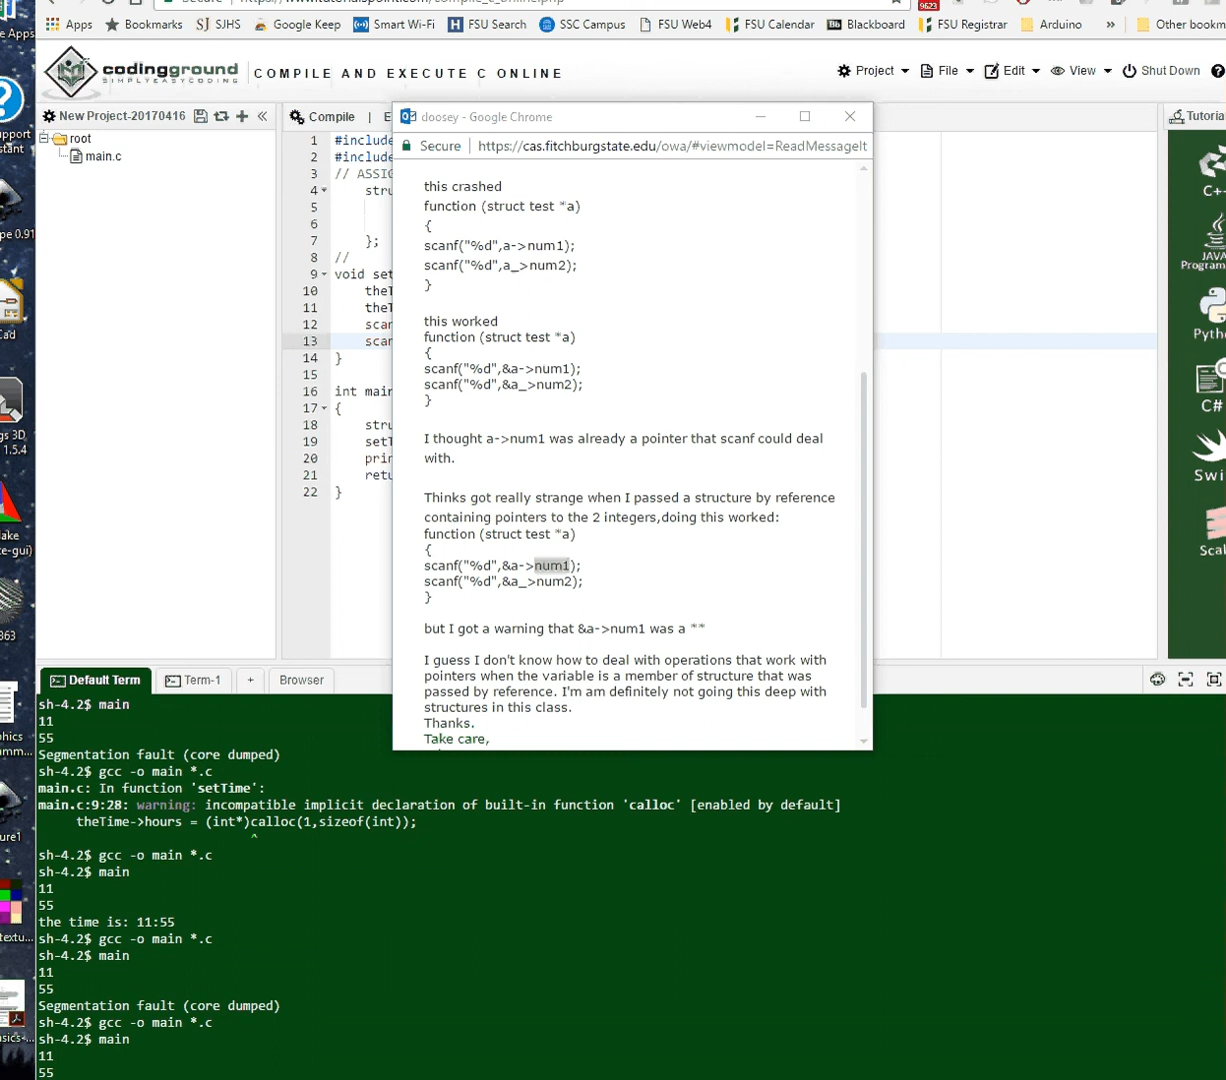 Apps Bookmarks SJHS Google Keep Smart Wi-Fi FSU Search SSC Campus FSU Web4 FSU Calendar Blackboard FSU Registrar Arduino » Other bookm
9623
codingground
SIMPLYEASYCODING
COMPILE AND EXECUTE C ONLINE
Project File Edit View Shut Down
New Project-20170416
root
main.c
Compile | E
1 #include
2 #include
3 // ASSIG
4 stru
5
6
7 };
8 //
9 void set
10 theT
11 theT
12 scan
13 scan
14 }
15
16 int main
17 {
18 stru
19 setT
20 prin
21 retu
22 }
doosey - Google Chrome
Secure | https://cas.fitchburgstate.edu/owa/#viewmodel=ReadMessageIt
this crashed
function (struct test *a)
{
scanf("%d",a->num1);
scanf("%d",a_>num2);
}
this worked
function (struct test *a)
{
scanf("%d",&a->num1);
scanf("%d",&a_>num2);
}
I thought a->num1 was already a pointer that scanf could deal
with.
Thinks got really strange when I passed a structure by reference
containing pointers to the 2 integers,doing this worked:
function (struct test *a)
{
scanf("%d",&a->num1);
scanf("%d",&a_>num2);
}
but I got a warning that &a->num1 was a **
I guess I don't know how to deal with operations that work with
pointers when the variable is a member of structure that was
passed by reference. I'm am definitely not going this deep with
structures in this class.
Thanks.
Take care,
Tutoria
C++
JAVA
Program
Pyth
C#
Swi
Sca
Default Term Term-1 + Browser
sh-4.2$ main
11
55
Segmentation fault (core dumped)
sh-4.2$ gcc -o main *.c
main.c: In function 'setTime':
main.c:9:28: warning: incompatible implicit declaration of built-in function 'calloc' [enabled by default]
theTime->hours = (int*)calloc(1,sizeof(int));
^
sh-4.2$ gcc -o main *.c
sh-4.2$ main
11
55
the time is: 11:55
sh-4.2$ gcc -o main *.c
sh-4.2$ main
11
55
Segmentation fault (core dumped)
sh-4.2$ gcc -o main *.c
sh-4.2$ main
11
55